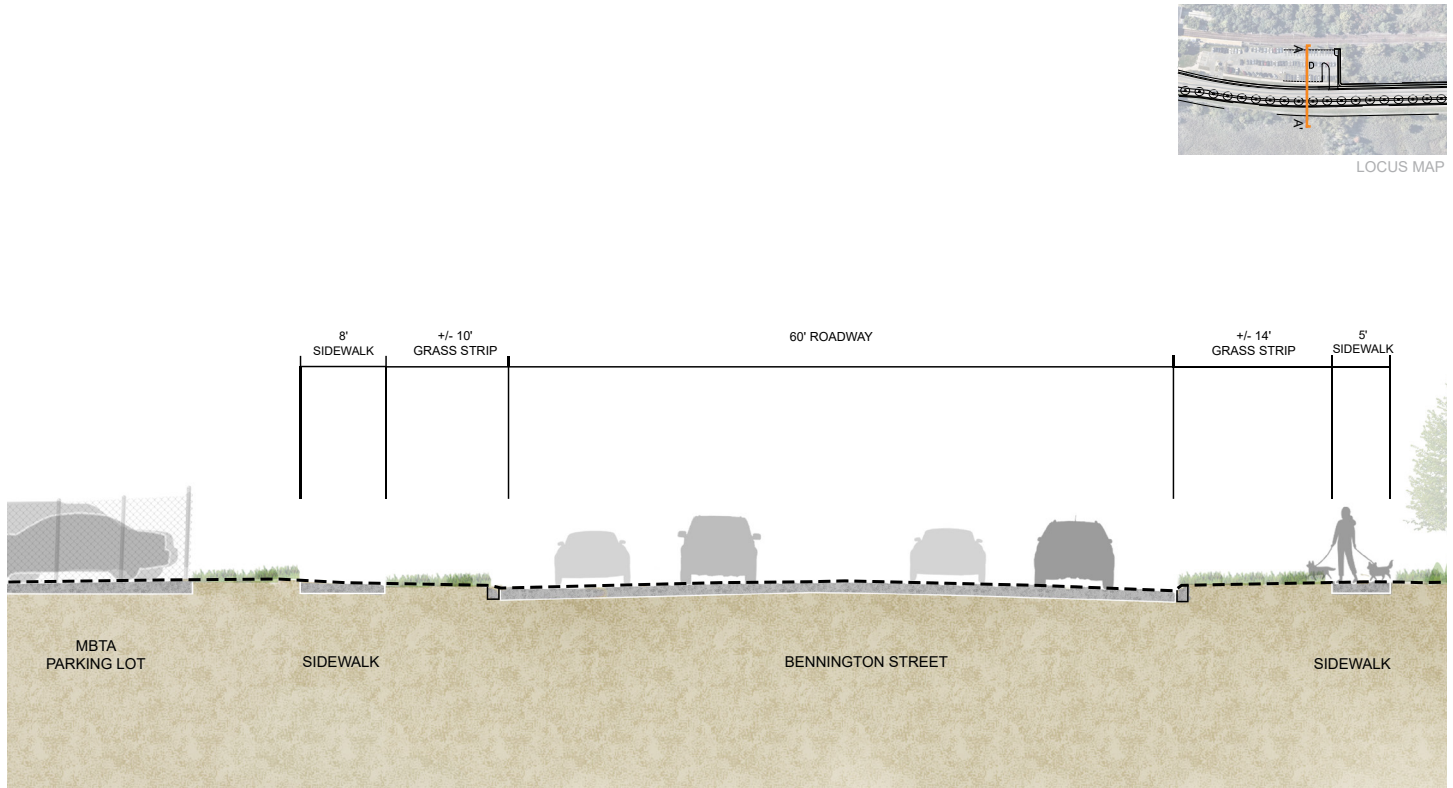 A
D
A'
LOCUS MAP
8'
SIDEWALK
+/- 10'
GRASS STRIP
60' ROADWAY
+/- 14'
GRASS STRIP
5'
SIDEWALK
MBTA
PARKING LOT
SIDEWALK
BENNINGTON STREET
SIDEWALK